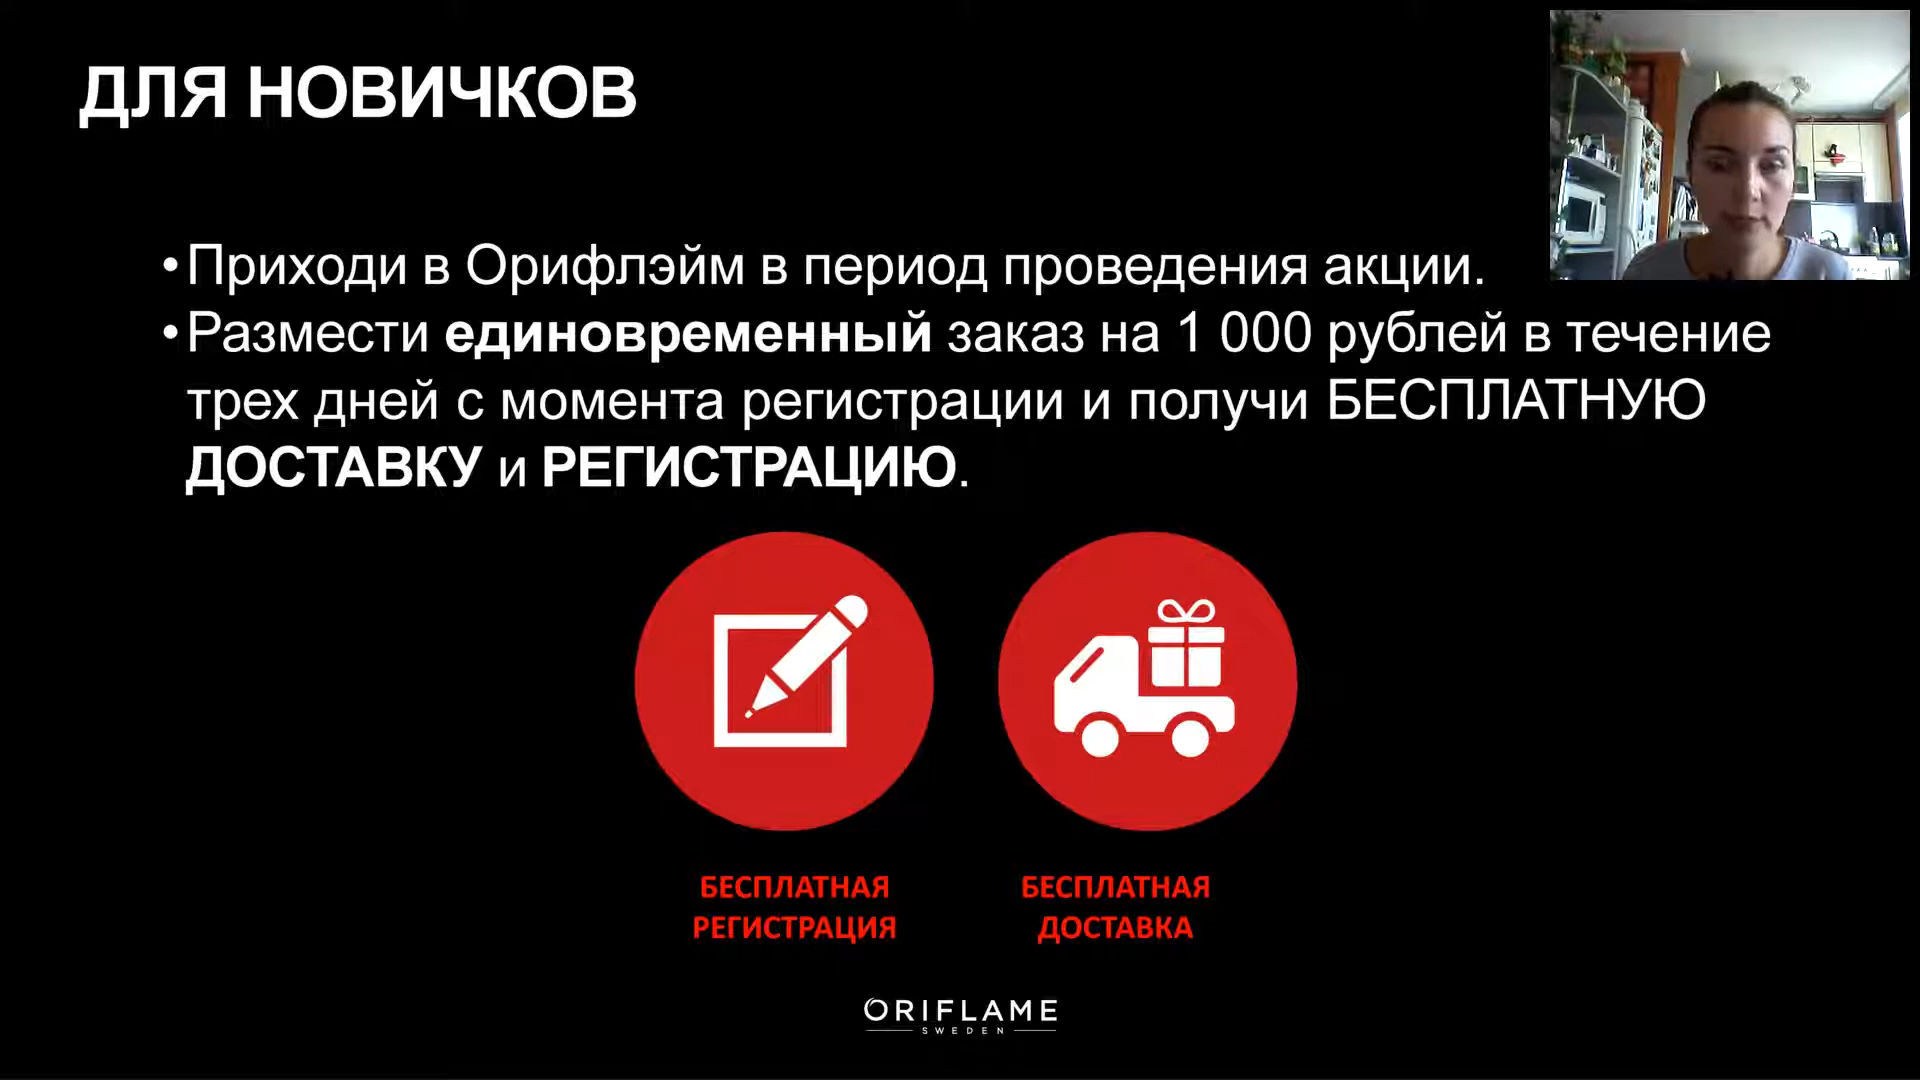 ДЛЯ НОВИЧКОВ
•Приходи в Орифлэйм в период проведения акции.
•Размести единовременный заказ на 1 000 рублей в течение
трех дней с момента регистрации и получи БЕСПЛАТНУЮ
ДОСТАВКУ и РЕГИСТРАЦИЮ.
БЕСПЛАТНАЯ
РЕГИСТРАЦИЯ
БЕСПЛАТНАЯ
ДОСТАВКА
ORIFLAME
SWEDEN